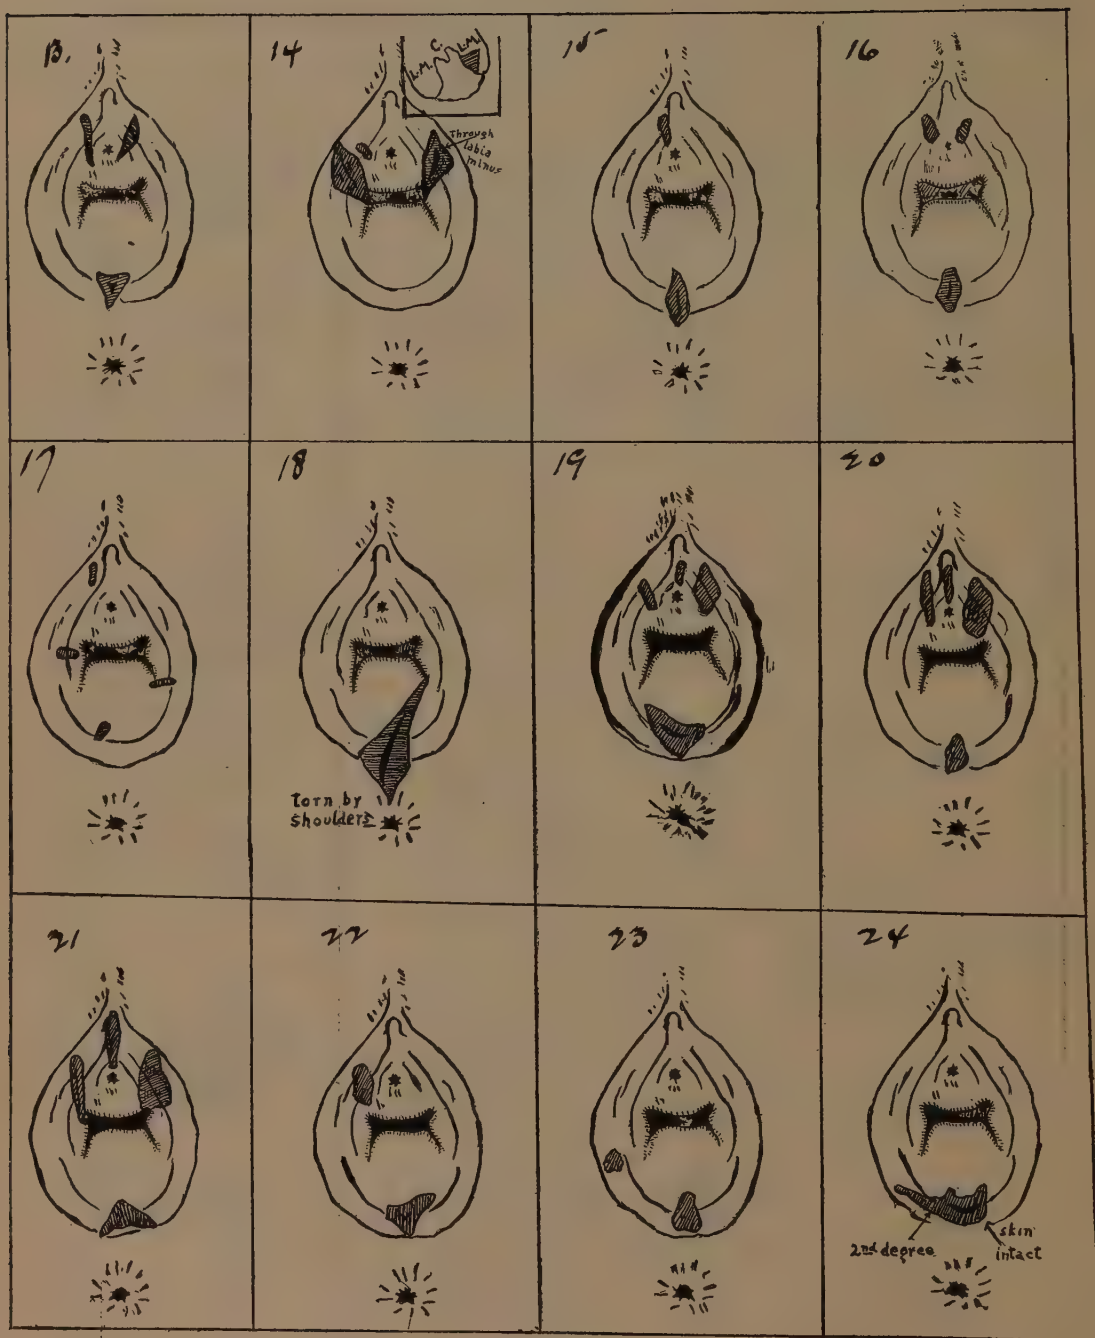 13.
14
L.M.
C.
L.M.
Through
labia
minus
15
16
17
18
Torn by
shoulders
19
20
21
22
23
24
2nd degree
skin
intact